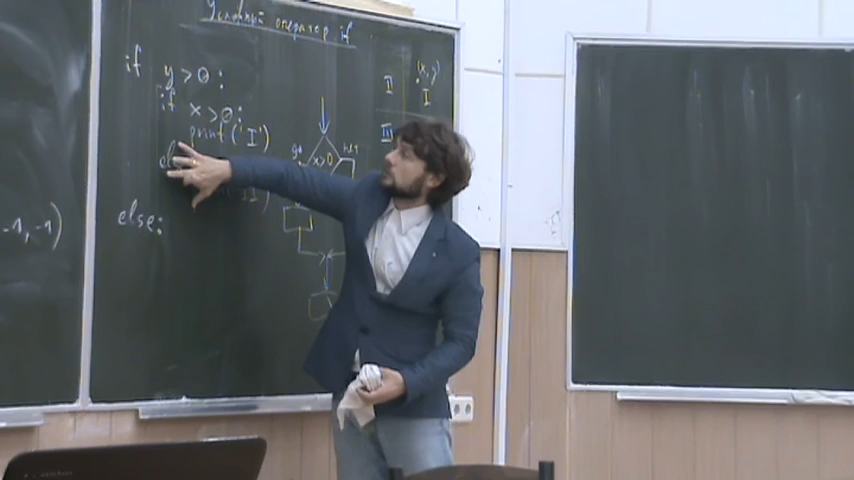 Условный оператор if
if y > 0 :
if x > 0 :
print ('I')
else:
-1, -1)
II (x, y)
I
III
да x>0 нет